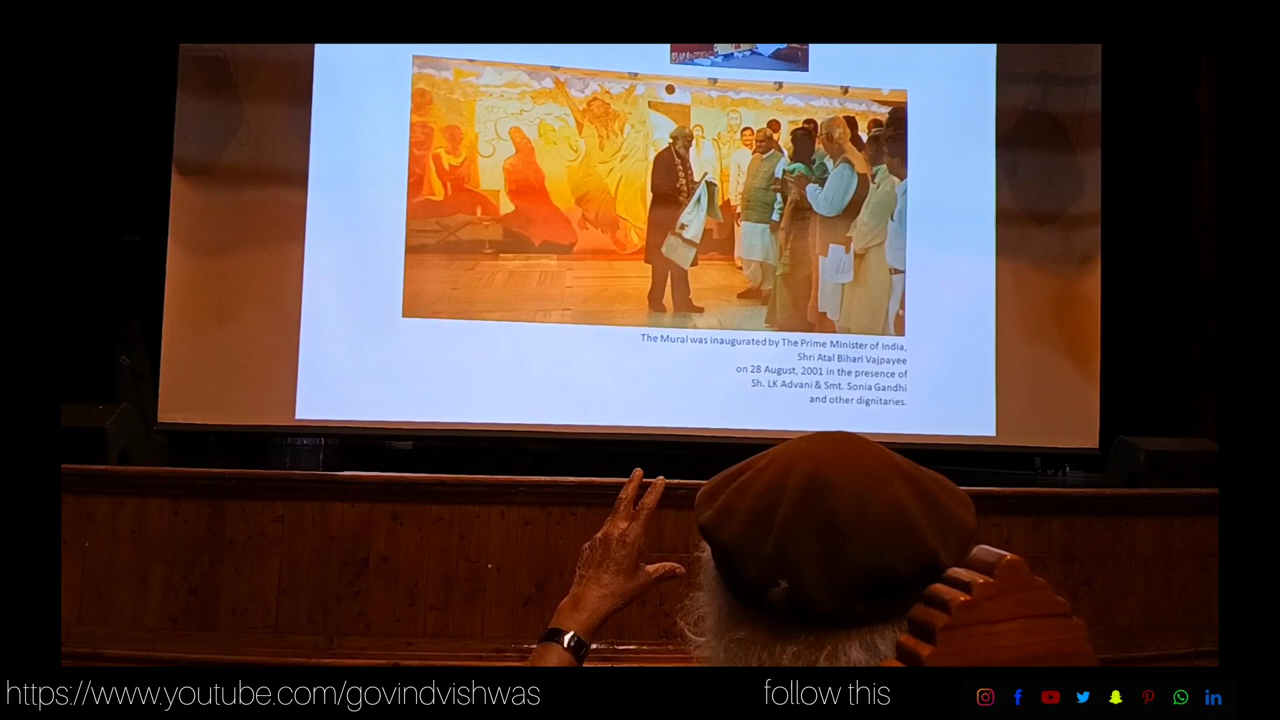 The Mural was inaugurated by The Prime Minister of India,
Shri Atal Bihari Vajpayee
on 28 August, 2001 in the presence of
Sh. LK Advani & Smt. Sonia Gandhi
and other dignitaries.
https://www.youtube.com/govindvishwas
follow this